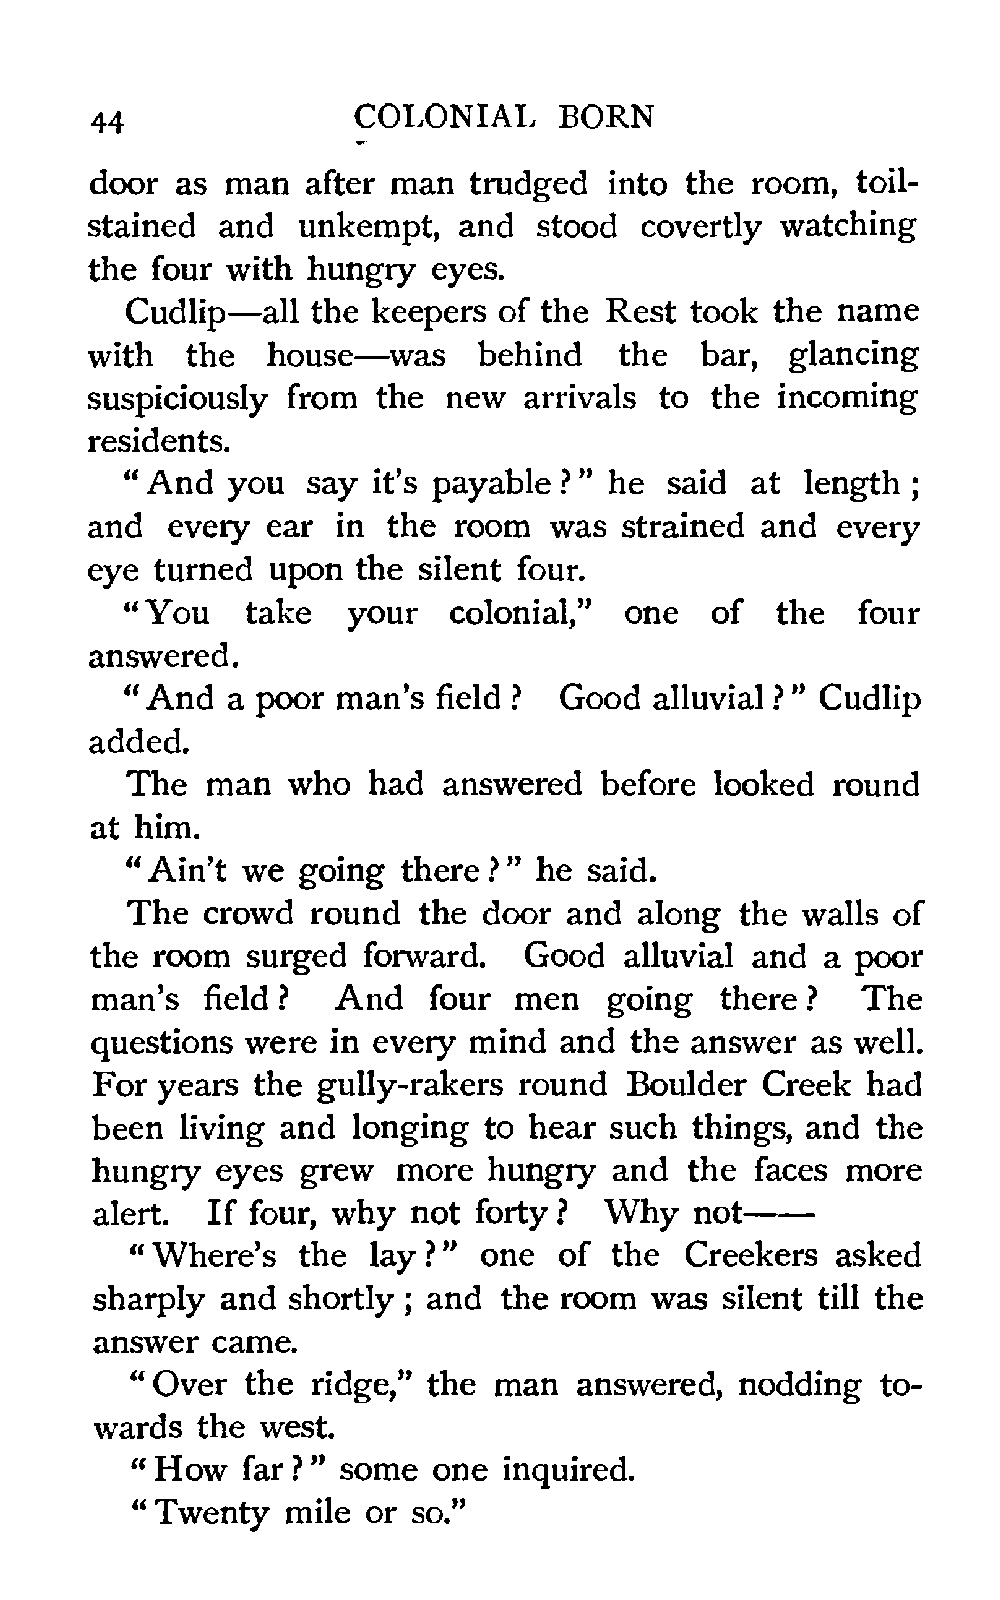 44 COLONIAL BORN
door as man after man trudged into the room, toil-
stained and unkempt, and stood covertly watching
the four with hungry eyes.
Cudlip—all the keepers of the Rest took the name
with the house—was behind the bar, glancing
suspiciously from the new arrivals to the incoming
residents.
"And you say it's payable?" he said at length;
and every ear in the room was strained and every
eye turned upon the silent four.
"You take your colonial," one of the four
answered.
"And a poor man's field? Good alluvial?" Cudlip
added.
The man who had answered before looked round
at him.
"Ain't we going there?" he said.
The crowd round the door and along the walls of
the room surged forward. Good alluvial and a poor
man's field? And four men going there? The
questions were in every mind and the answer as well.
For years the gully-rakers round Boulder Creek had
been living and longing to hear such things, and the
hungry eyes grew more hungry and the faces more
alert. If four, why not forty? Why not——
"Where's the lay?" one of the Creekers asked
sharply and shortly; and the room was silent till the
answer came.
"Over the ridge," the man answered, nodding to-
wards the west.
"How far?" some one inquired.
"Twenty mile or so."